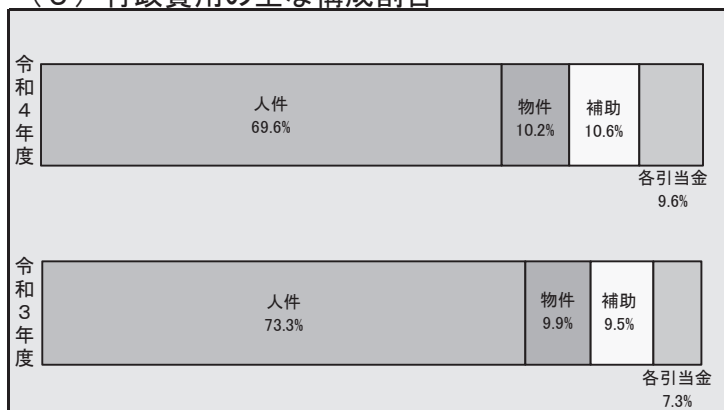 行政費用の主な構成割合
令和4年度
人件
69.6%
物件
10.2%
補助
10.6%
各引当金
9.6%
令和3年度
人件
73.3%
物件
9.9%
補助
9.5%
各引当金
7.3%